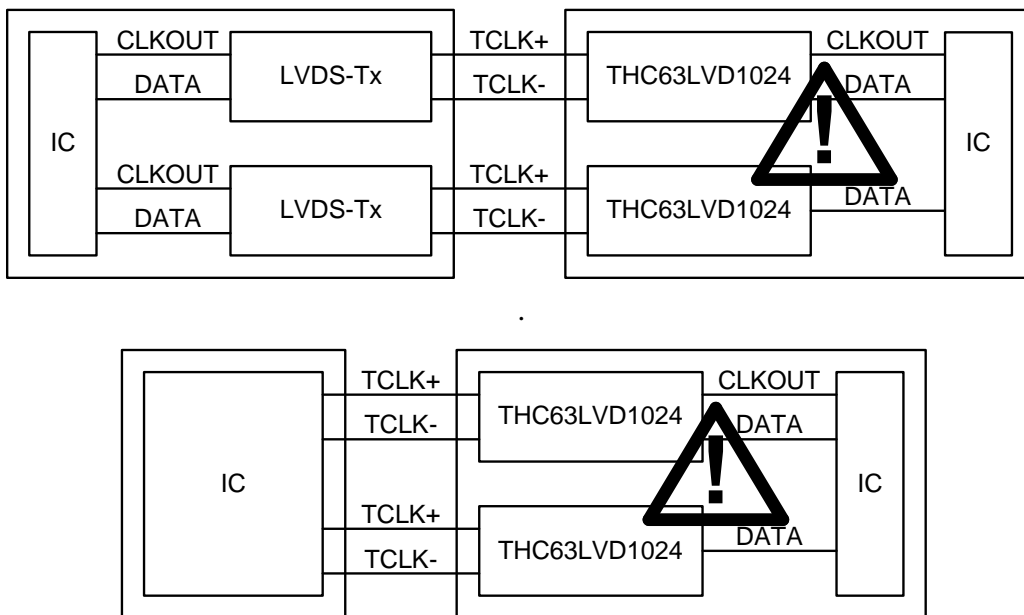 CLKOUT TCLK+ CLKOUT
LVDS-Tx THC63LVD1024
DATA TCLK- DATA
IC IC
!
CLKOUT TCLK+
DATA
LVDS-Tx THC63LVD1024
DATA TCLK-
.
TCLK+ CLKOUT
THC63LVD1024
TCLK- DATA
IC IC
!
TCLK+
DATA
THC63LVD1024
TCLK-